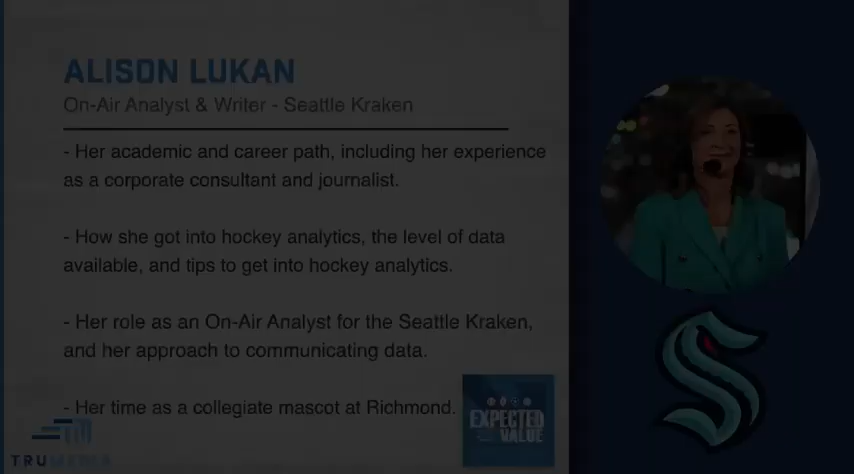 ALISON LUKAN
On-Air Analyst & Writer - Seattle Kraken
- Her academic and career path, including her experience
as a corporate consultant and journalist.
- How she got into hockey analytics, the level of data
available, and tips to get into hockey analytics.
- Her role as an On-Air Analyst for the Seattle Kraken,
and her approach to communicating data.
- Her time as a collegiate mascot at Richmond.
EXPECTED
VALUE
TRUMEDIA